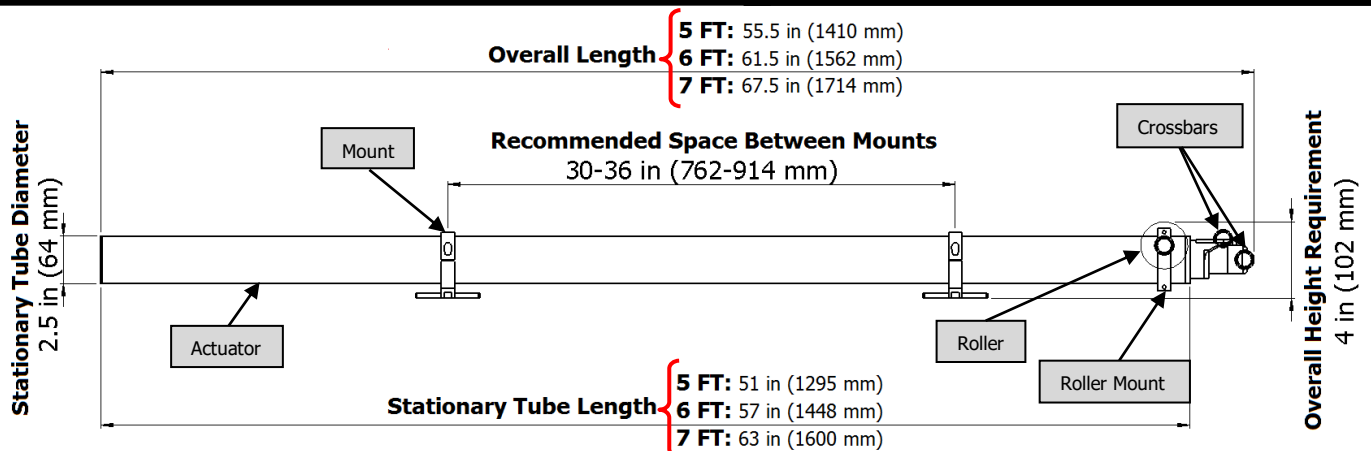 5 FT: 55.5 in (1410 mm)
Overall Length
6 FT: 61.5 in (1562 mm)
7 FT: 67.5 in (1714 mm)
Crossbars
Mount
Recommended Space Between Mounts
30-36 in (762-914 mm)
Stationary Tube Diameter
2.5 in (64 mm)
Overall Height Requirement
4 in (102 mm)
Actuator
Roller
Roller Mount
5 FT: 51 in (1295 mm)
Stationary Tube Length
6 FT: 57 in (1448 mm)
7 FT: 63 in (1600 mm)